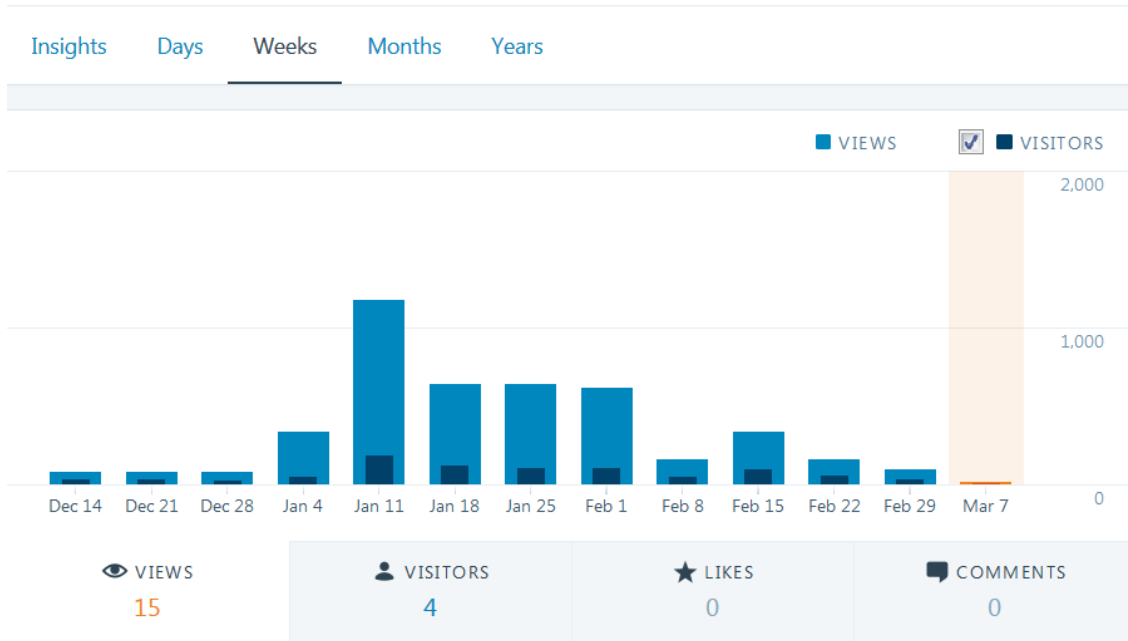 Insights Days Weeks Months Years
VIEWS VISITORS
2,000
1,000
0
Dec 14 Dec 21 Dec 28 Jan 4 Jan 11 Jan 18 Jan 25 Feb 1 Feb 8 Feb 15 Feb 22 Feb 29 Mar 7
VIEWS VISITORS LIKES COMMENTS
15 4 0 0